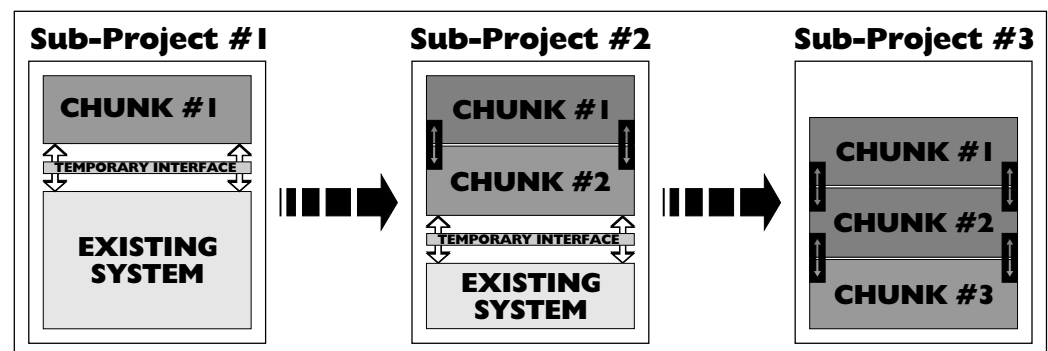 Sub-Project #1
CHUNK #1
TEMPORARY INTERFACE
EXISTING
SYSTEM
Sub-Project #2
CHUNK #1
CHUNK #2
TEMPORARY INTERFACE
EXISTING
SYSTEM
Sub-Project #3
CHUNK #1
CHUNK #2
CHUNK #3